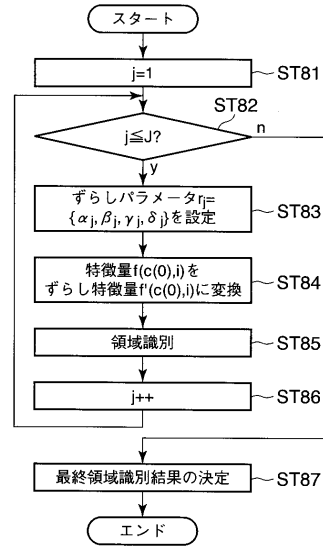 スタート
j=1
ST81
ST82
j≦J?
n
y
ずらしパラメータrj=
{αj,βj,γj,δj}を設定
ST83
特徴量f(c(0),i)を
ずらし特徴量f'(c(0),i)に変換
ST84
領域識別
ST85
j++
ST86
最終領域識別結果の決定
ST87
エンド